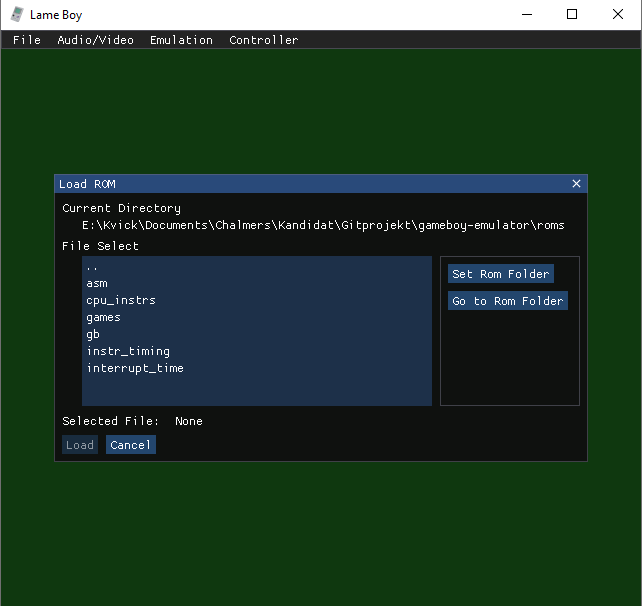 Lame Boy
File Audio/Video Emulation Controller
Load ROM
Current Directory
E:\Kvick\Documents\Chalmers\Kandidat\Gitprojekt\gameboy-emulator\roms
File Select
..
asm
cpu_instrs
games
gb
instr_timing
interrupt_time
Set Rom Folder
Go to Rom Folder
Selected File: None
Load Cancel